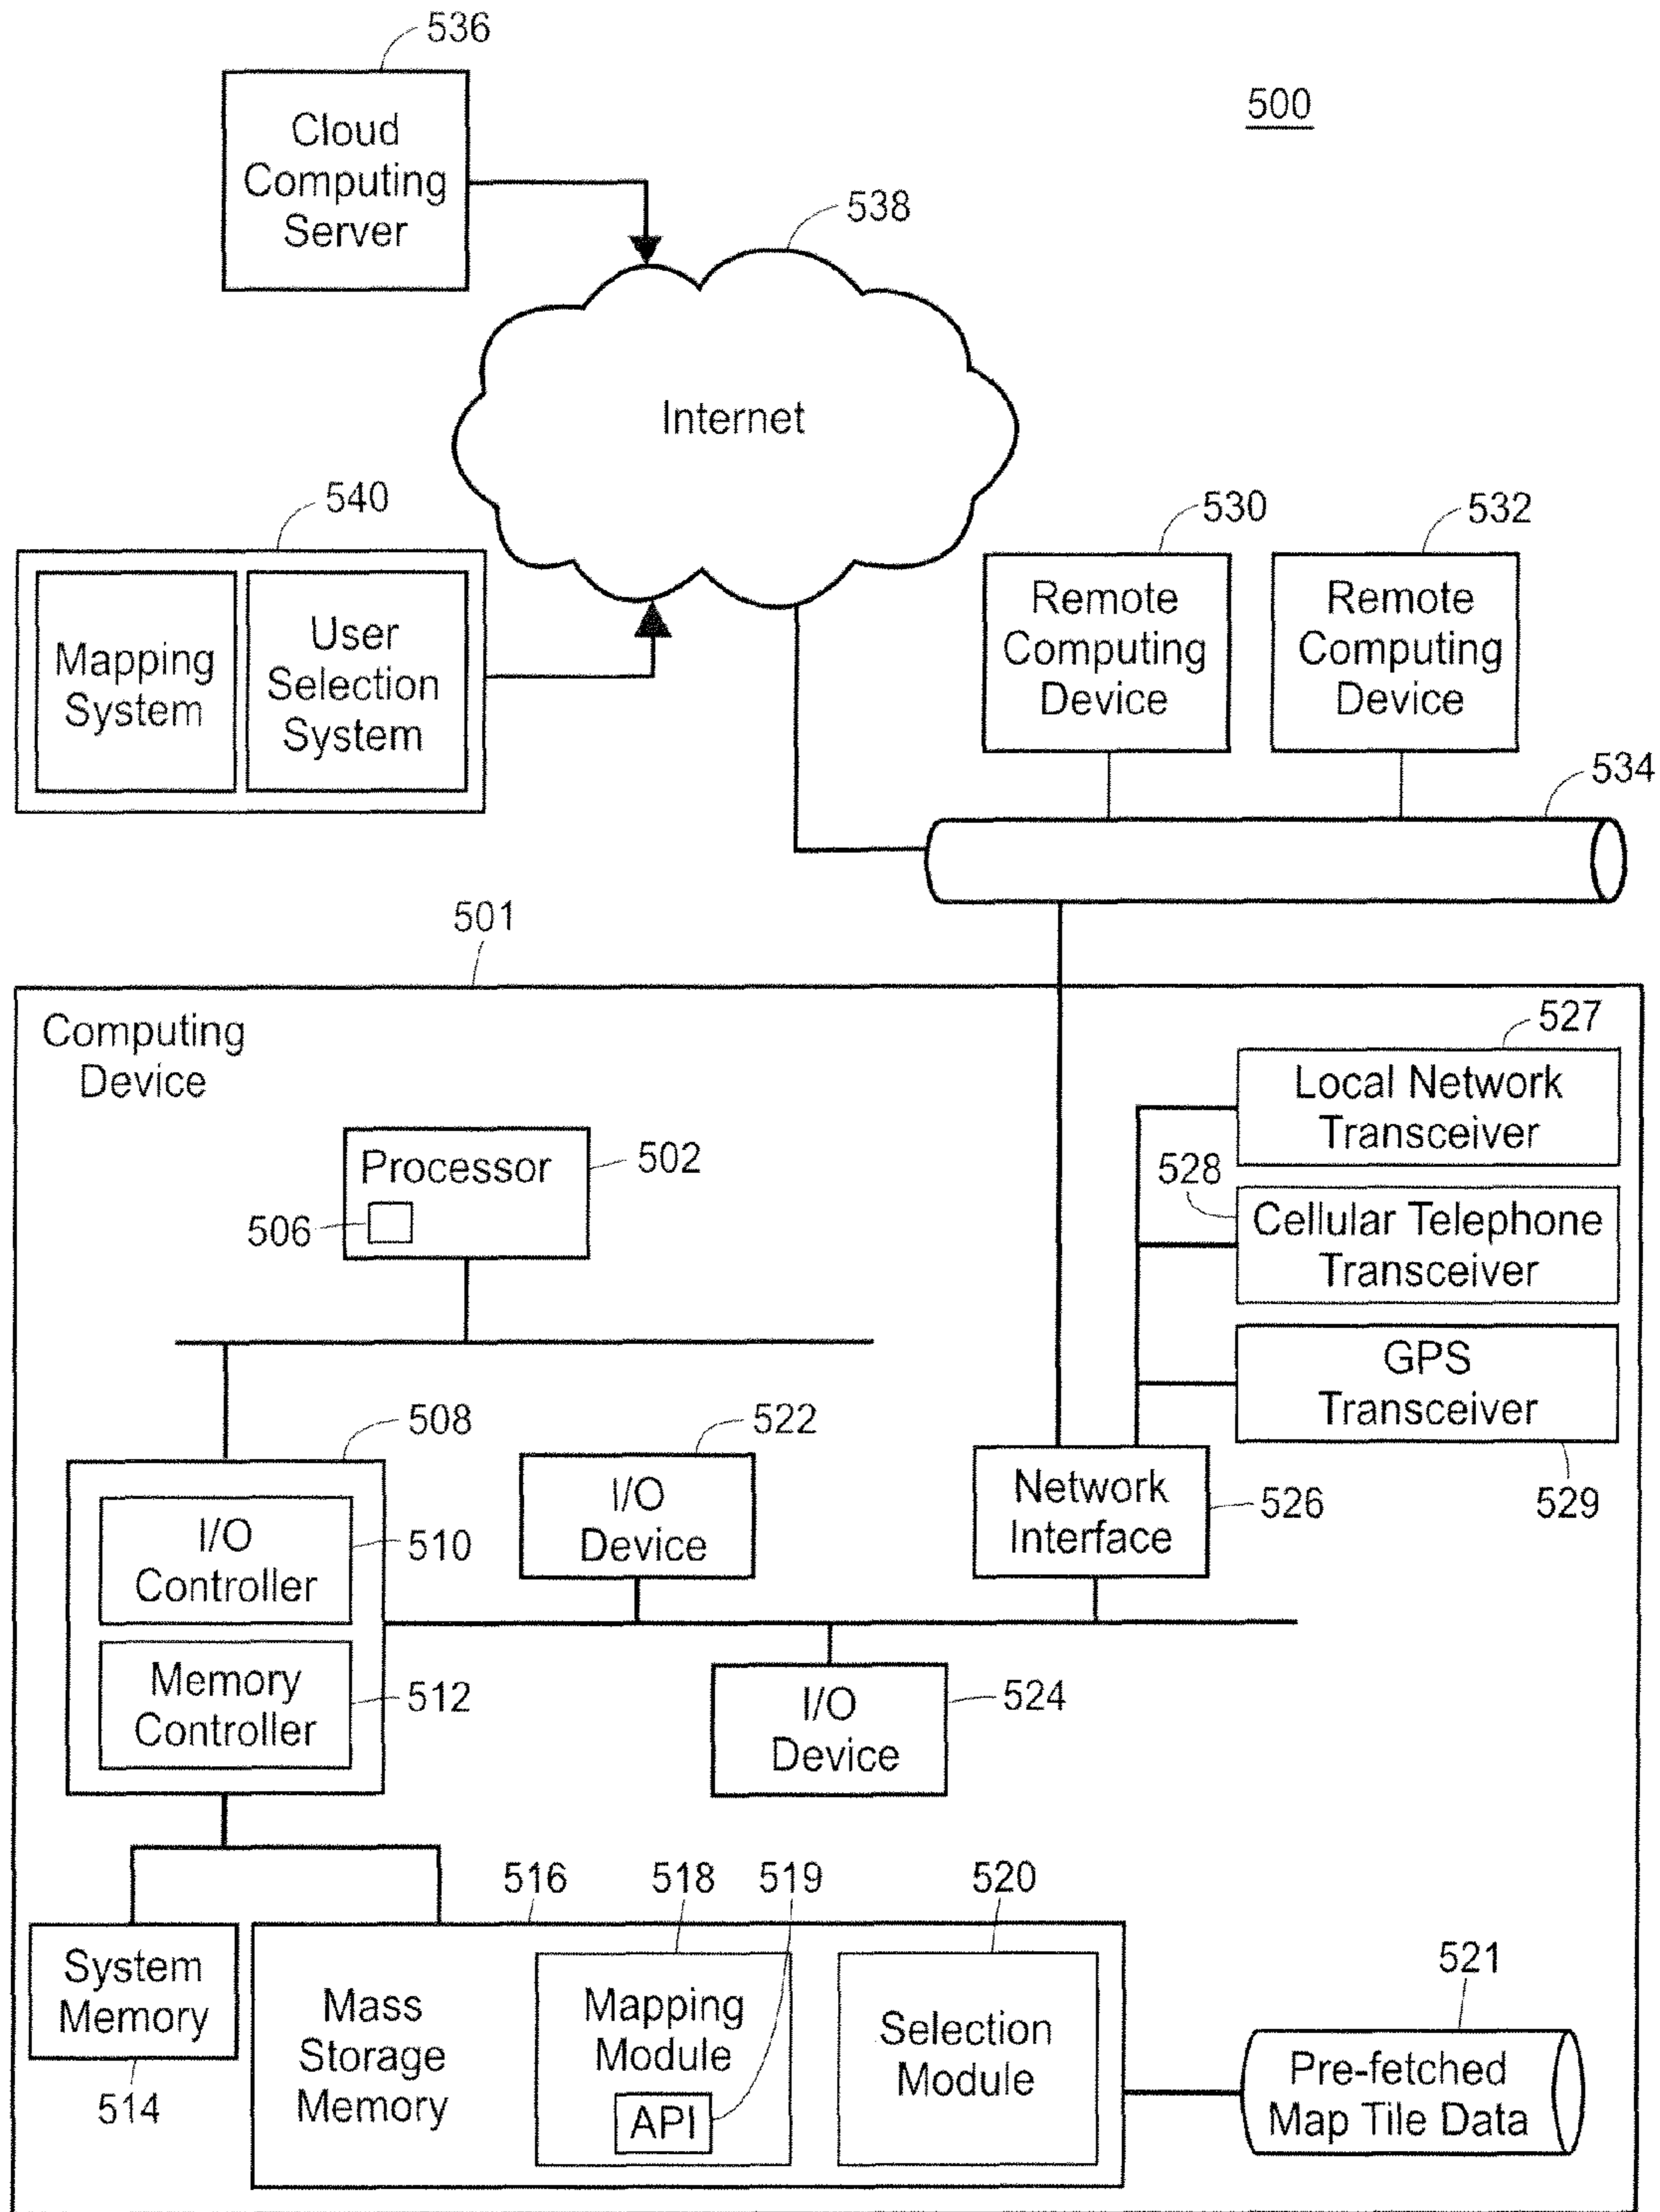 536
Cloud
Computing
Server
500
538
Internet
540
Mapping
System
User
Selection
System
530
Remote
Computing
Device
532
Remote
Computing
Device
534
501
Computing
Device
527
Local Network
Transceiver
528
Cellular Telephone
Transceiver
GPS
Transceiver
529
Processor
502
506
508
I/O
Controller
510
Memory
Controller
512
522
I/O
Device
Network
Interface
526
I/O
Device
524
System
Memory
514
516
Mass
Storage
Memory
518
519
Mapping
Module
API
520
Selection
Module
521
Pre-fetched
Map Tile Data